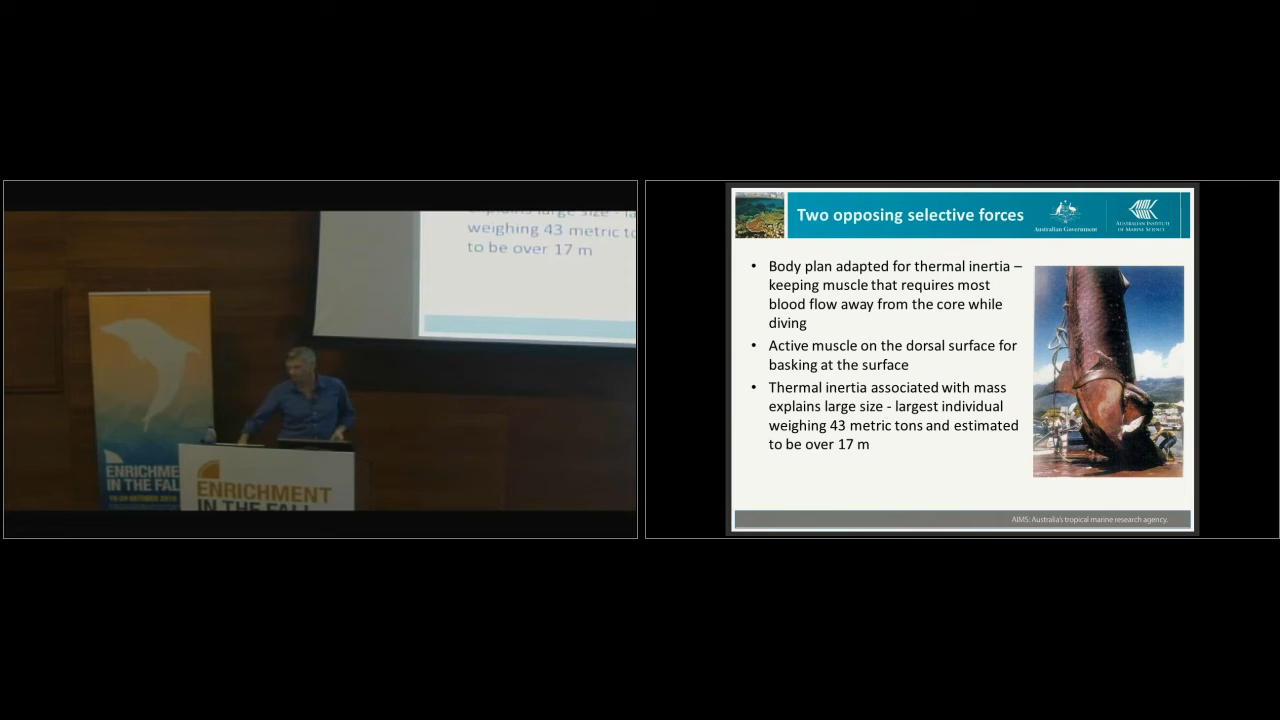 weighing 43 metric to
to be over 17 m
ENRICHME
IN THE FAL
ENRICHMENT
IN THE FALL
Two opposing selective forces
Australian Government
AUSTRALIAN INSTITUTE
OF MARINE SCIENCE
• Body plan adapted for thermal inertia –
keeping muscle that requires most
blood flow away from the core while
diving
• Active muscle on the dorsal surface for
basking at the surface
• Thermal inertia associated with mass
explains large size - largest individual
weighing 43 metric tons and estimated
to be over 17 m
AIMS: Australia's tropical marine research agency.